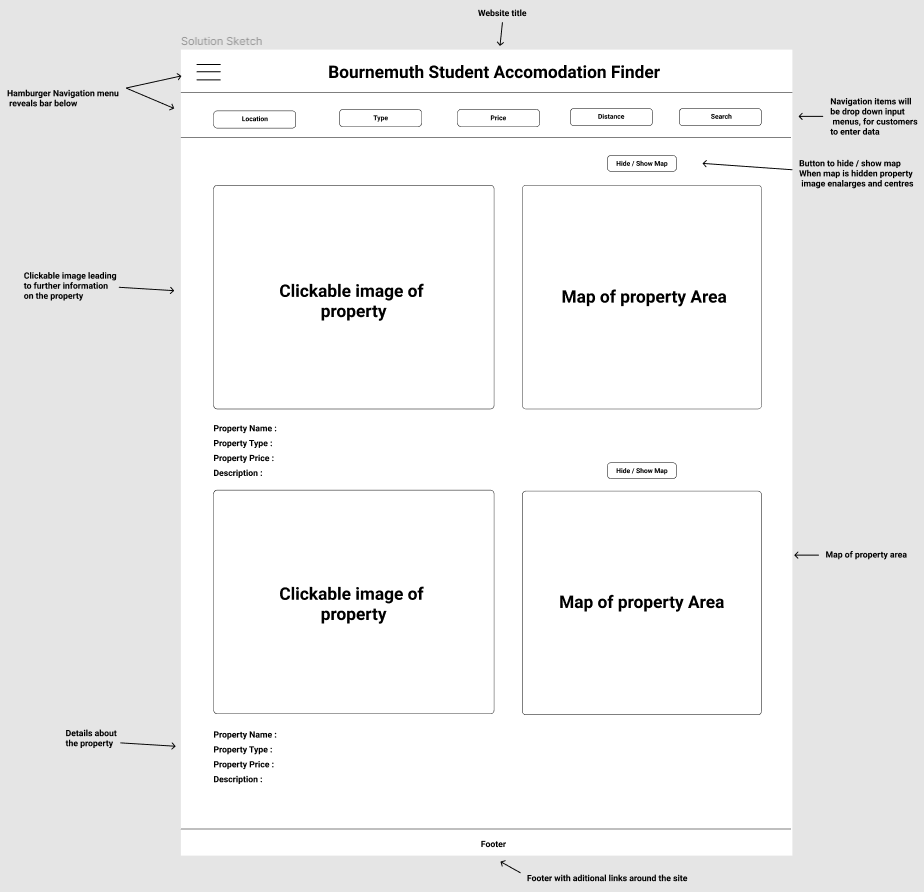 Website title
Solution Sketch
Bournemuth Student Accomodation Finder
Hamburger Navigation menu
reveals bar below
Location
Type
Price
Distance
Search
Navigation items will
be drop down input
menus, for customers
to enter data
Hide / Show Map
Button to hide / show map
When map is hidden property
image enalarges and centres
Clickable image leading
to further information
on the property
Clickable image of
property
Map of property Area
Property Name :
Property Type :
Property Price :
Description :
Hide / Show Map
Clickable image of
property
Map of property Area
Map of property area
Details about
the property
Property Name :
Property Type :
Property Price :
Description :
Footer
Footer with aditional links around the site